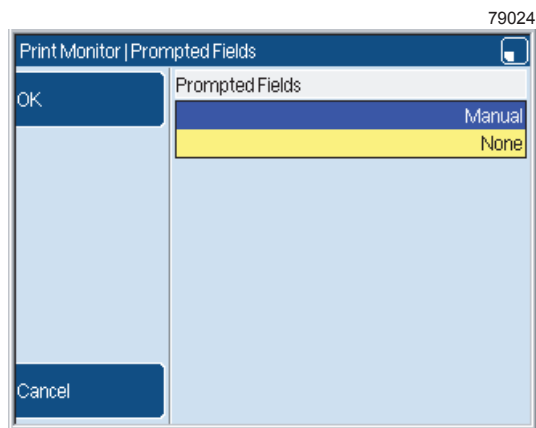 79024
Print Monitor | Prompted Fields
OK
Prompted Fields
Manual
None
Cancel